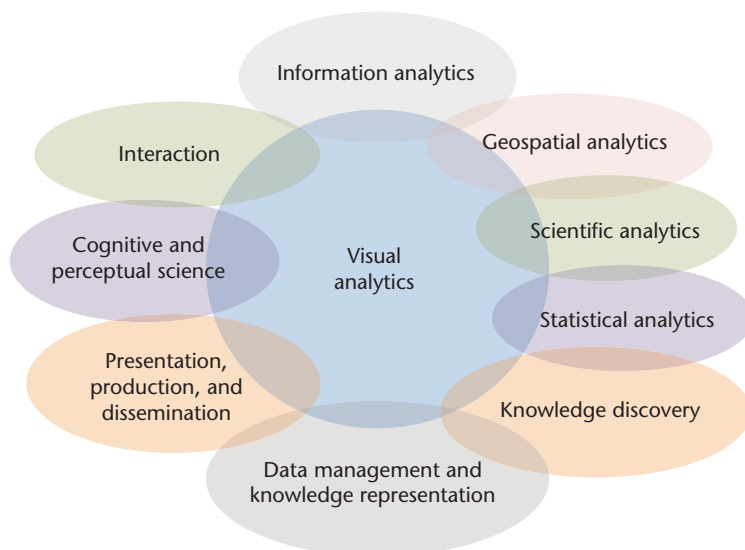 Information analytics
Geospatial analytics
Interaction
Scientific analytics
Cognitive and
perceptual science
Visual
analytics
Statistical analytics
Presentation,
production, and
dissemination
Knowledge discovery
Data management and
knowledge representation